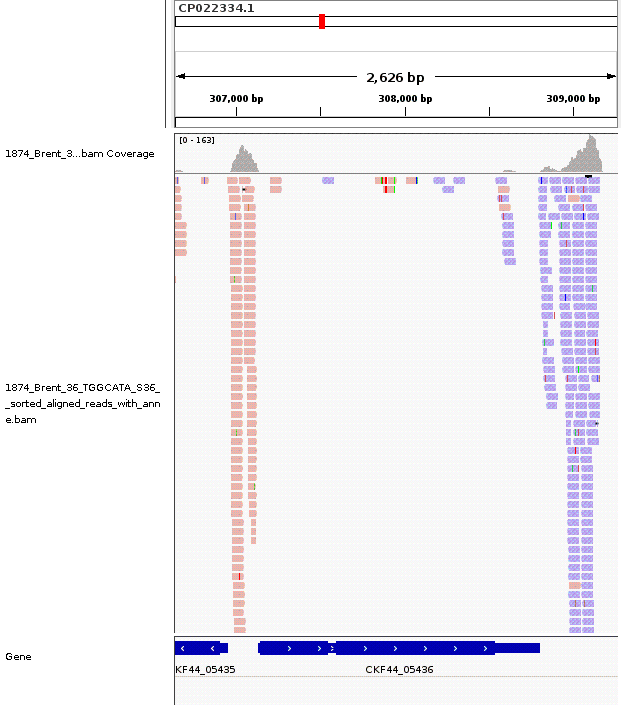 CP022334.1
2,626 bp
307,000 bp 308,000 bp 309,000 bp
[0 - 163]
1874_Brent_3...bam Coverage
1874_Brent_36_TGGCATA_S36_
_sorted_aligned_reads_with_ann
e.bam
Gene
KF44_05435 CKF44_05436